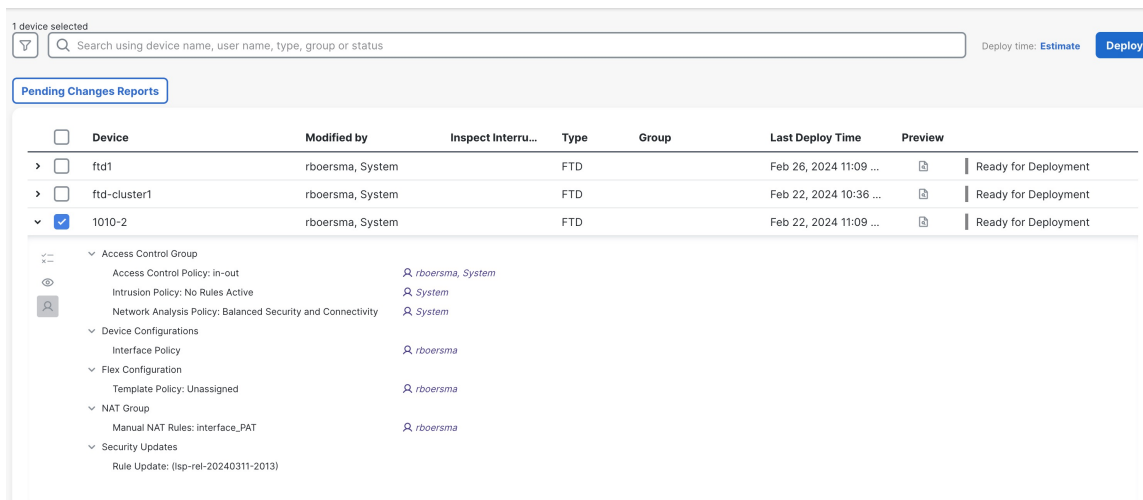 1 device selected
Search using device name, user name, type, group or status
Deploy time: Estimate
Deploy
Pending Changes Reports
Device Modified by Inspect Interru... Type Group Last Deploy Time Preview
ftd1 rboersma, System FTD Feb 26, 2024 11:09 ... Ready for Deployment
ftd-cluster1 rboersma, System FTD Feb 22, 2024 10:36 ... Ready for Deployment
1010-2 rboersma, System FTD Feb 22, 2024 11:09 ... Ready for Deployment
Access Control Group
Access Control Policy: in-out rboersma, System
Intrusion Policy: No Rules Active System
Network Analysis Policy: Balanced Security and Connectivity System
Device Configurations
Interface Policy rboersma
Flex Configuration
Template Policy: Unassigned rboersma
NAT Group
Manual NAT Rules: interface_PAT rboersma
Security Updates
Rule Update: (lsp-rel-20240311-2013)